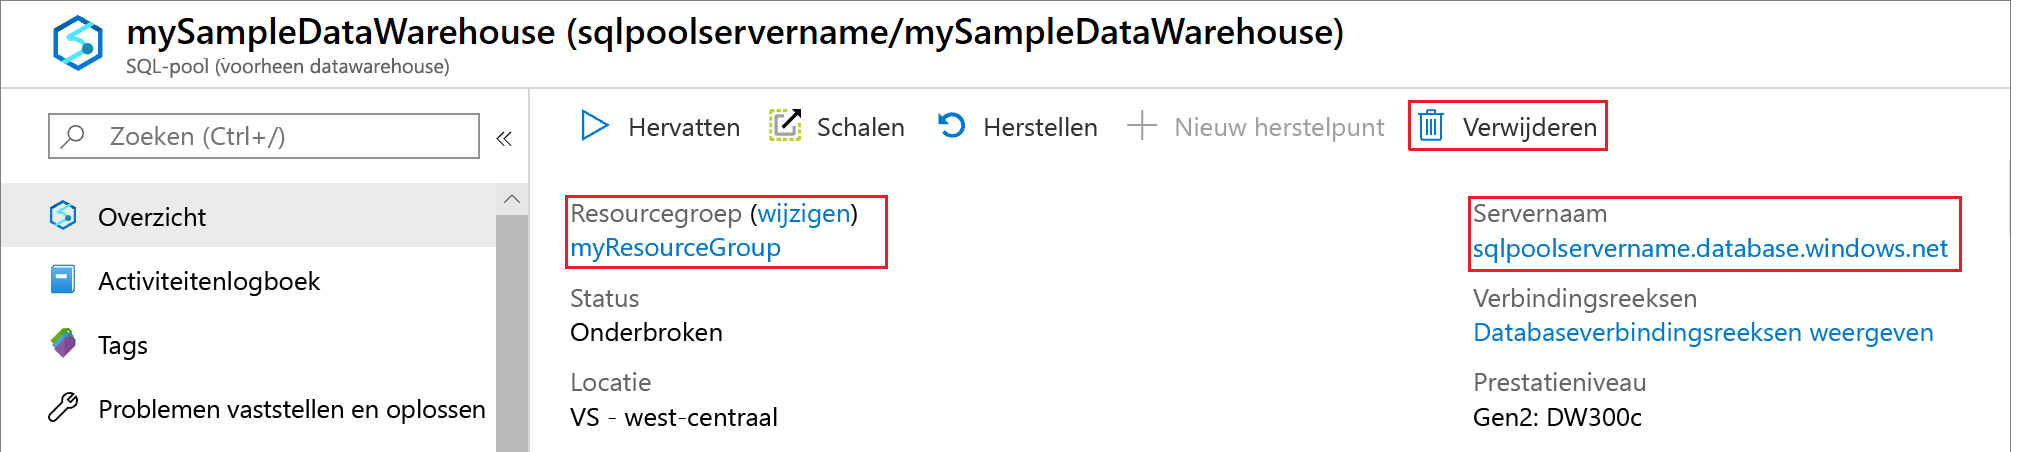 mySampleDataWarehouse (sqlpoolservername/mySampleDataWarehouse)
SQL-pool (voorheen datawarehouse)
Zoeken (Ctrl+/)
«
Hervatten
Schalen
Herstellen
Nieuw herstelpunt
Verwijderen
Overzicht
Activiteitenlogboek
Tags
Problemen vaststellen en oplossen
Resourcegroep (wijzigen)
myResourceGroup
Status
Onderbroken
Locatie
VS - west-centraal
Servernaam
sqlpoolservername.database.windows.net
Verbindingsreeksen
Databaseverbindingsreeksen weergeven
Prestatieniveau
Gen2: DW300c